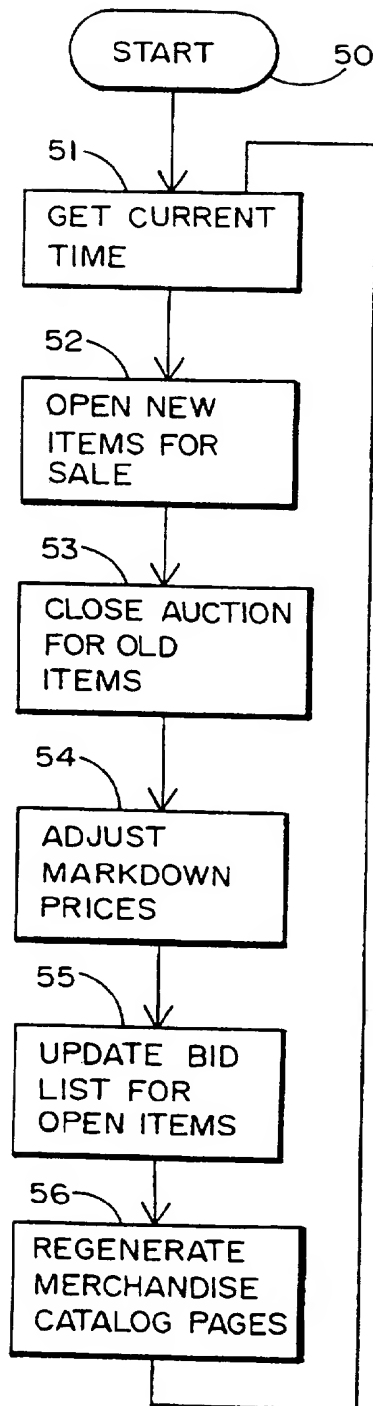 START
50
51
GET CURRENT
TIME
52
OPEN NEW
ITEMS FOR
SALE
53
CLOSE AUCTION
FOR OLD
ITEMS
54
ADJUST
MARKDOWN
PRICES
55
UPDATE BID
LIST FOR
OPEN ITEMS
56
REGENERATE
MERCHANDISE
CATALOG PAGES